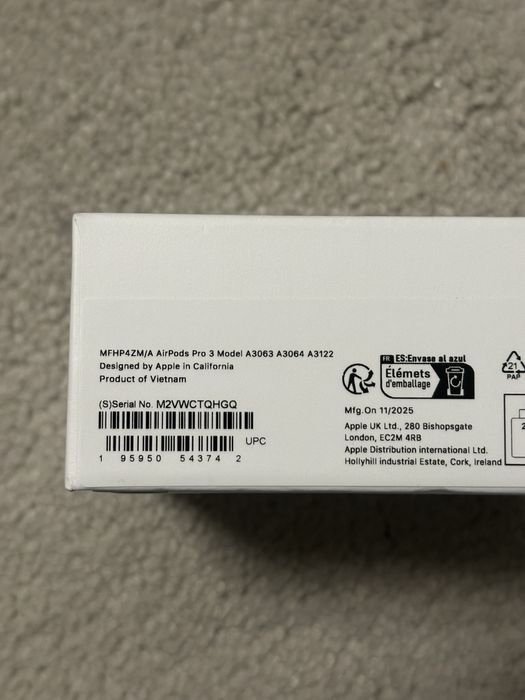 MFHP4ZM/A AirPods Pro 3 Model A3063 A3064 A3122
Designed by Apple in California
Product of Vietnam
(S)Serial No. M2VWCTQHGQ
UPC
1 95950 54374 2
FR ES:Envase al azul
Élémets
d'emballage
Mfg.On 11/2025
Apple UK Ltd., 280 Bishopsgate
London, EC2M 4RB
Apple Distribution international Ltd.
Hollyhill industrial Estate, Cork, Ireland
21
PAP
2